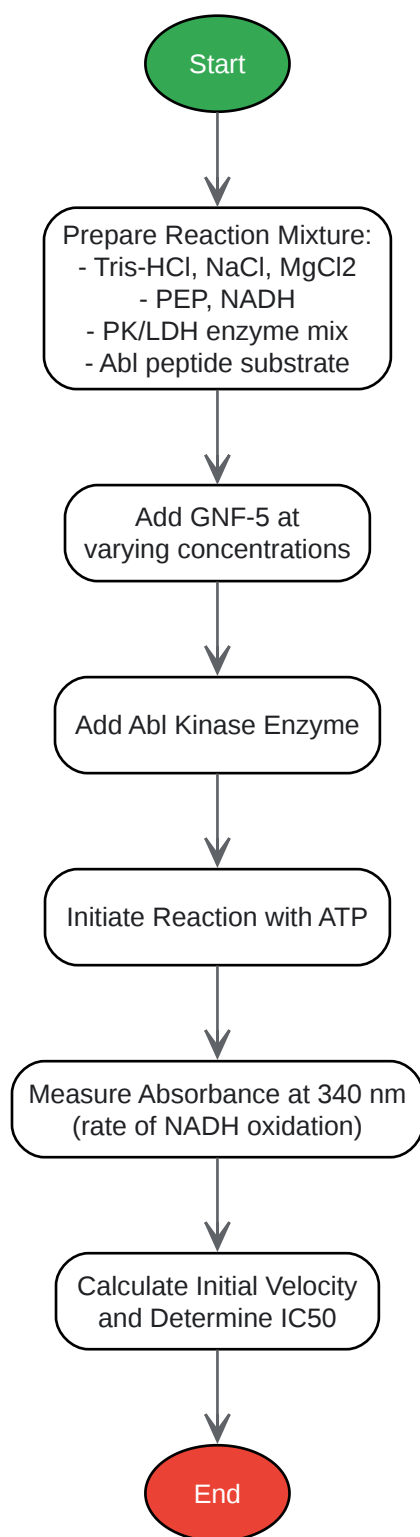 Start
Prepare Reaction Mixture:
- Tris-HCl, NaCl, MgCl2
- PEP, NADH
- PK/LDH enzyme mix
- Abl peptide substrate
Add GNF-5 at
varying concentrations
Add Abl Kinase Enzyme
Initiate Reaction with ATP
Measure Absorbance at 340 nm
(rate of NADH oxidation)
Calculate Initial Velocity
and Determine IC50
End